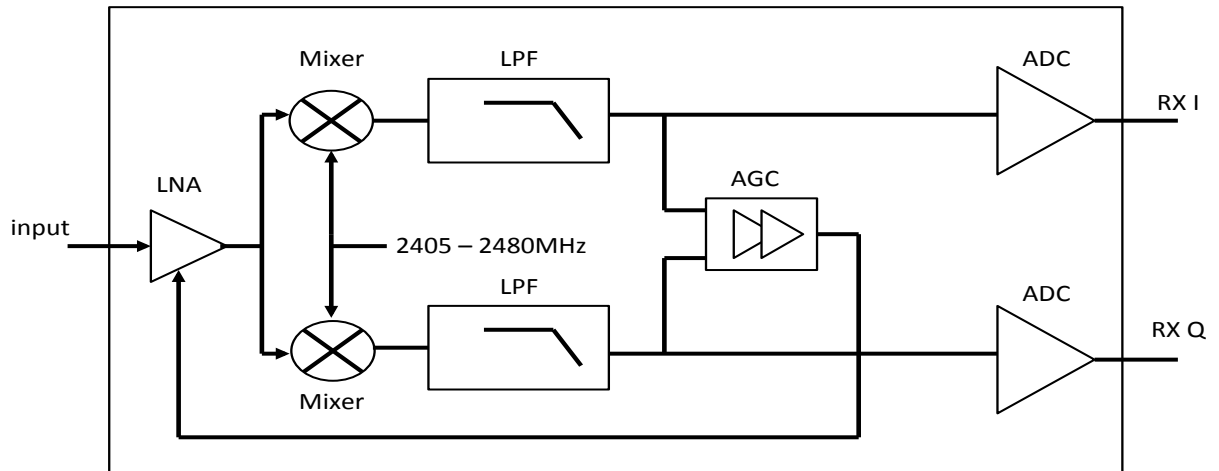 Mixer
LPF
ADC
RX I
LNA
AGC
input
2405 – 2480MHz
LPF
ADC
RX Q
Mixer